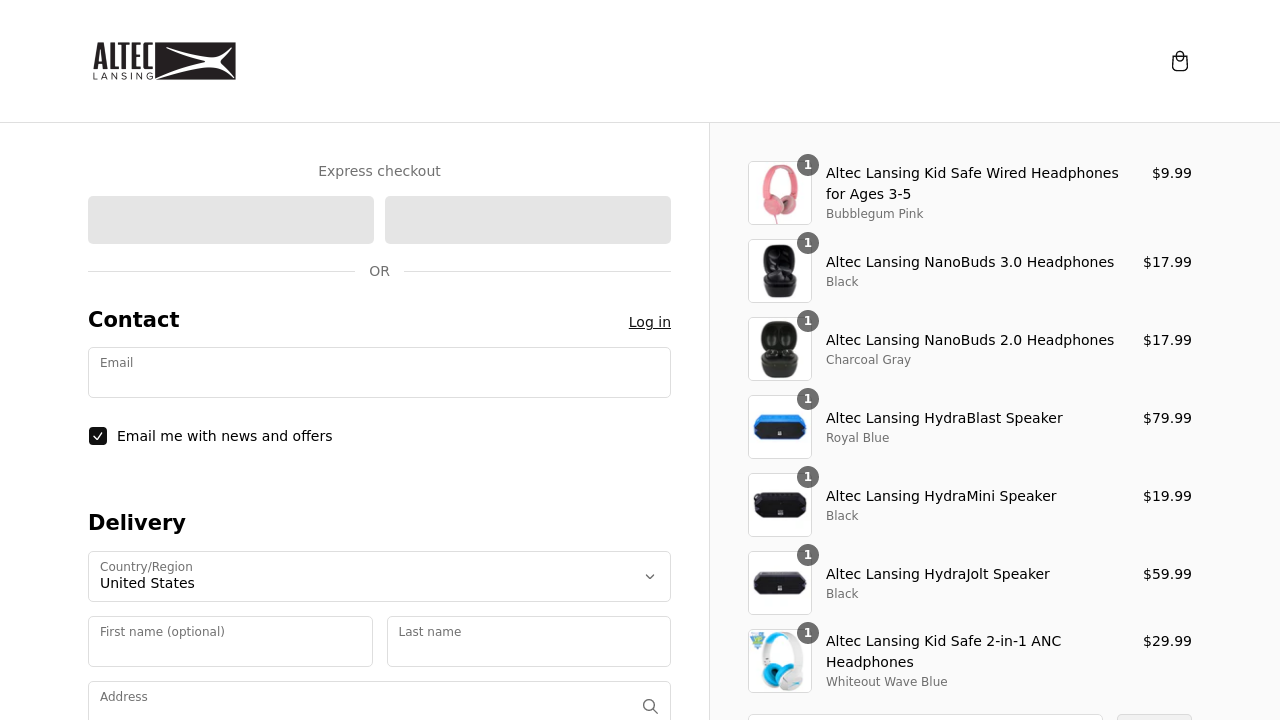 ALTEC
LANSING
Express checkout
OR
Contact
Log in
Email
Email me with news and offers
Delivery
Country/Region
United States
First name (optional)
Last name
Address
1
Altec Lansing Kid Safe Wired Headphones
for Ages 3-5
Bubblegum Pink
$9.99
1
Altec Lansing NanoBuds 3.0 Headphones
Black
$17.99
1
Altec Lansing NanoBuds 2.0 Headphones
Charcoal Gray
$17.99
1
Altec Lansing HydraBlast Speaker
Royal Blue
$79.99
1
Altec Lansing HydraMini Speaker
Black
$19.99
1
Altec Lansing HydraJolt Speaker
Black
$59.99
1
Altec Lansing Kid Safe 2-in-1 ANC
Headphones
Whiteout Wave Blue
$29.99